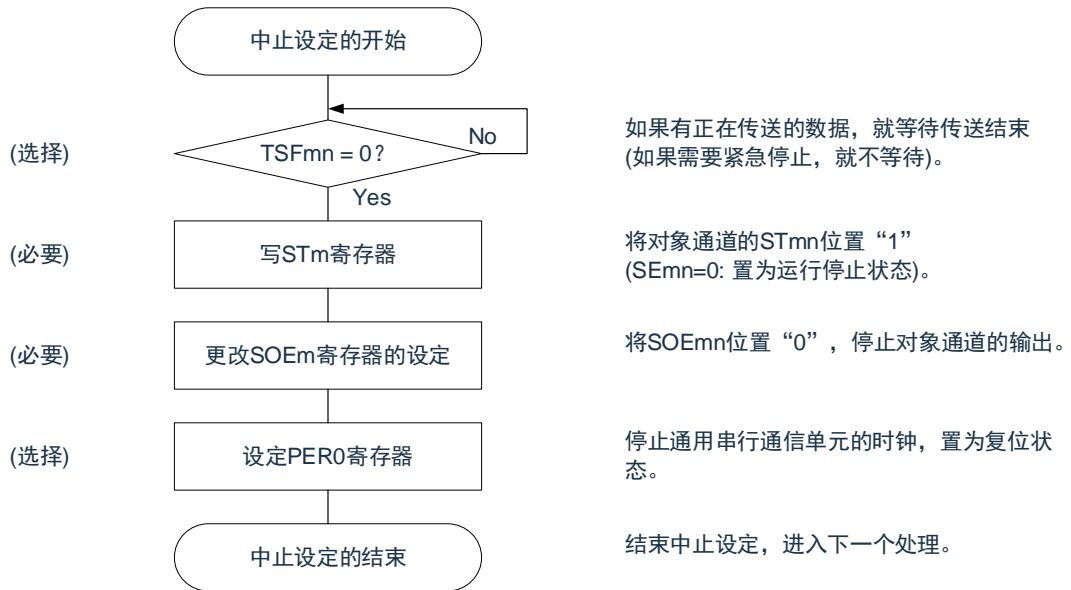 中止设定的开始
No
如果有正在传送的数据，就等待传送结束
(选择)
TSFmn = 0?
(如果需要紧急停止，就不等待)。
Yes
(必要)
写STm寄存器
将对象通道的STmn位置“1”
(SEmn=0: 置为运行停止状态)。
(必要)
更改SOEm寄存器的设定
将SOEmn位置“0”，停止对象通道的输出。
(选择)
设定PER0寄存器
停止通用串行通信单元的时钟，置为复位状
态。
中止设定的结束
结束中止设定，进入下一个处理。